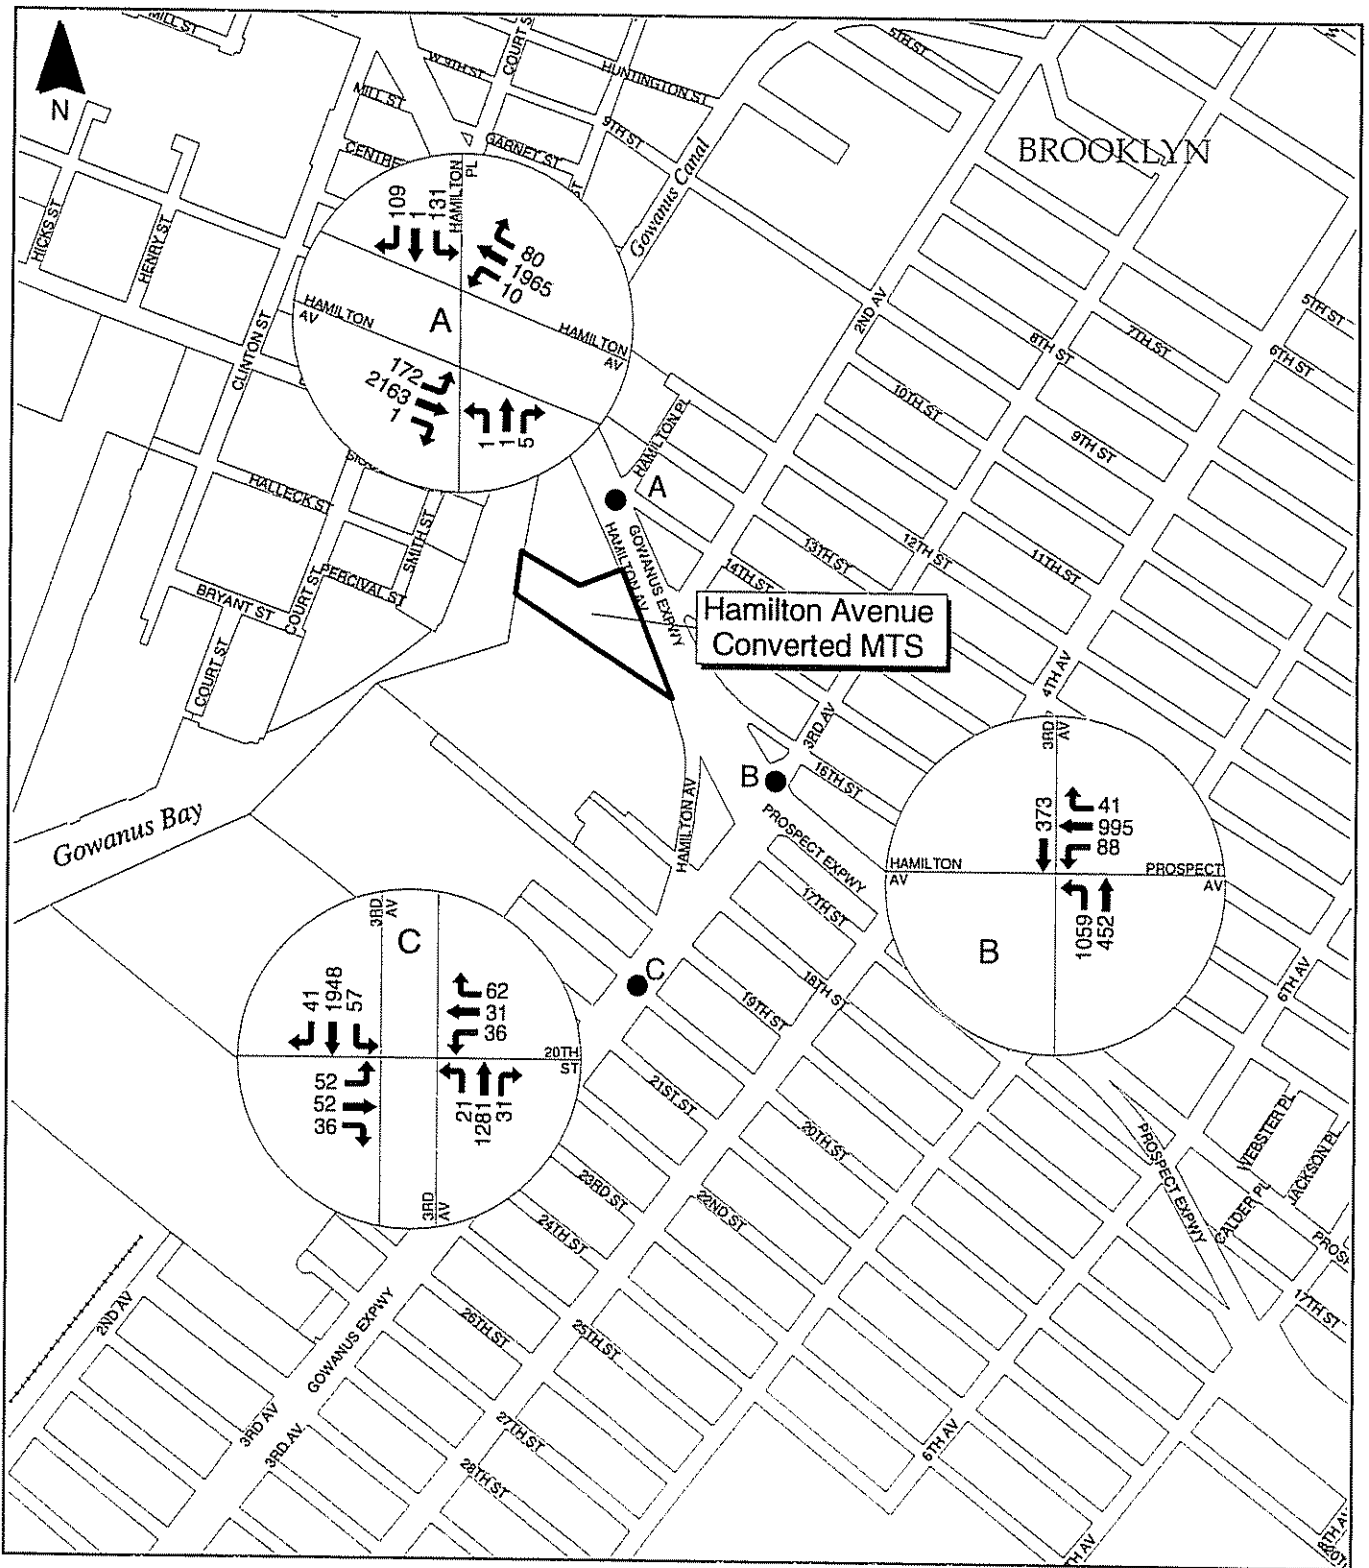 MILL ST
COURT S
W 9TH ST
HUNTINGTON ST
5TH ST
N
MILL ST
9TH ST
GARNET ST
CENTRE
Gowanus Canal
BROOKLYN
HICKS ST
HENRY ST
CLINTON ST
HAMILTON PL
109
1
131
80
1965
10
HAMILTON AV
A
HAMILTON AV
172
2163
1
1
1
5
2ND AV
5TH ST
6TH ST
7TH ST
8TH ST
10TH ST
9TH ST
HAMILTON PL
A
HALLECK ST
SMITH ST
PERCIVAL ST
COURT ST
BRYANT ST
COURT ST
HAMILTON AV
GOWANUS EXPWY
11TH ST
12TH ST
13TH ST
14TH ST
Hamilton Avenue
Converted MTS
4TH AV
3RD AV
B
16TH ST
Gowanus Bay
HAMILTON AV
PROSPECT EXPWY
17TH ST
3RD AV
373
41
995
88
HAMILTON AV
PROSPECT AV
1059
452
B
3RD AV
C
41
1948
57
62
31
36
20TH ST
52
52
36
21
1281
31
3RD AV
C
18TH ST
19TH ST
6TH AV
21ST ST
20TH ST
WEBSTER PL
JACKSON PL
CALDER PL
PROSPECT EXPWY
PROS
17TH ST
23RD ST
22ND ST
24TH ST
2ND AV
GOWANUS EXPWY
26TH ST
25TH ST
3RD AV
3RD AV
27TH ST
28TH ST
6TH AV
TH AV